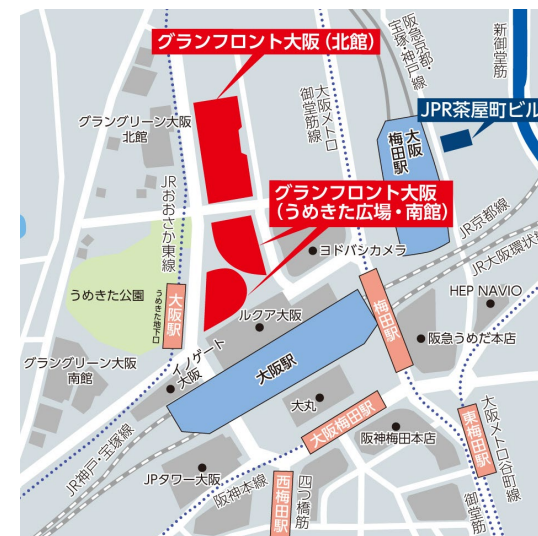 グランフロント大阪（北館）
阪急京都・
宝塚・神戸線
新御堂筋
JPR茶屋町ビル
グラングリーン大阪
北館
大阪メトロ
御堂筋線
大阪
梅田駅
JRおおさか東線
グランフロント大阪
（うめきた広場・南館）
JR京都線
JR大阪環状線
ヨドバシカメラ
うめきた公園
大阪駅
うめきた地下口
ルクア大阪
梅田駅
HEP NAVIO
阪急うめだ本店
イノゲート
大阪
大阪駅
グラングリーン大阪
南館
大丸
大阪梅田駅
阪神梅田本店
東梅田駅
大阪メトロ谷町線
JR神戸・宝塚線
JPタワー大阪
阪神本線
西梅田駅
四つ橋筋
御堂筋